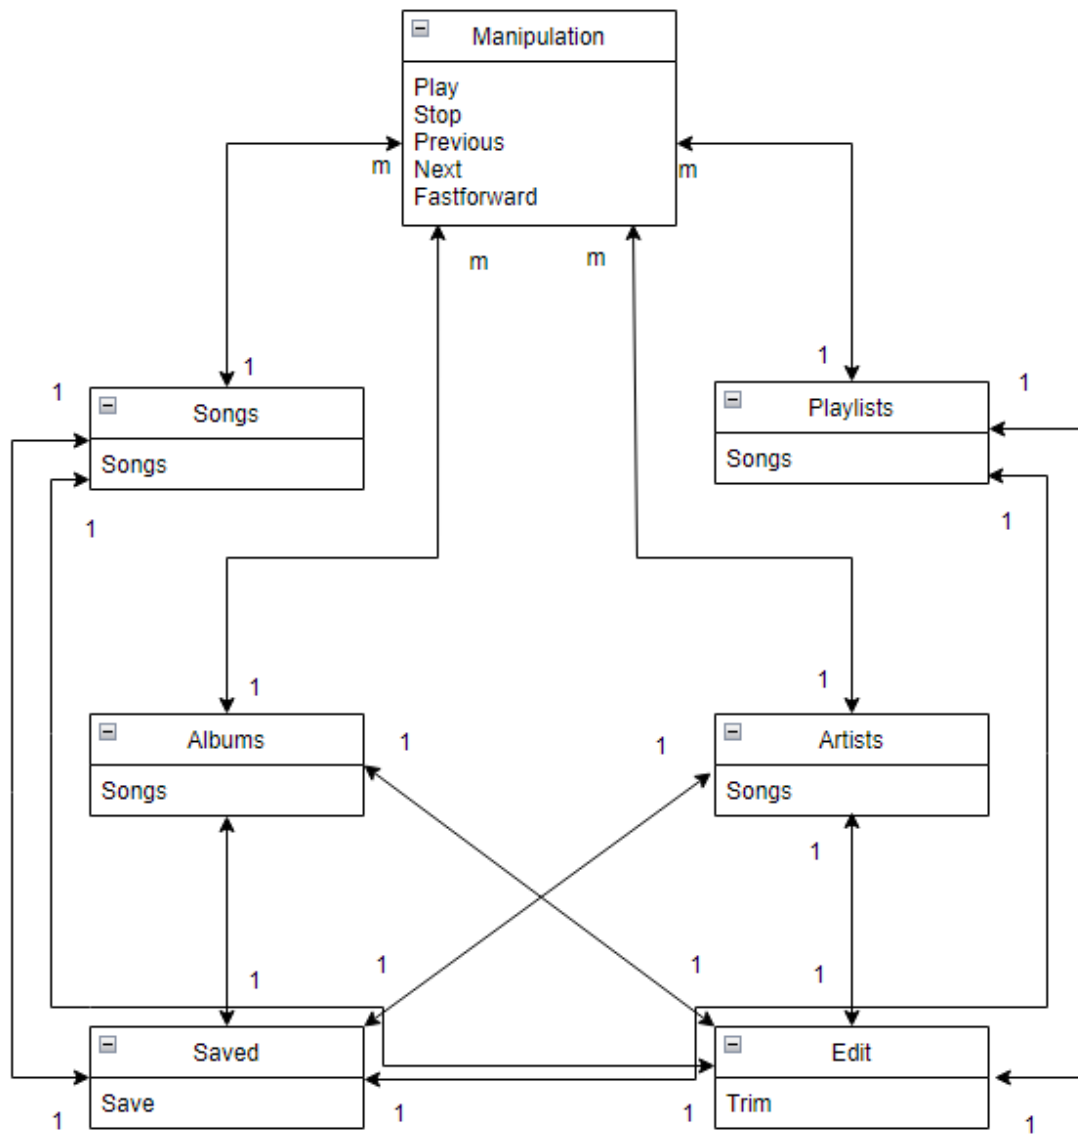 Manipulation
Play
Stop
Previous
Next
Fastforward
m
m
m
m
1
1
1
1
Songs
Songs
1
Playlists
Songs
1
1
1
Albums
Songs
1
1
Artists
Songs
1
1
1
1
1
Saved
Save
Edit
Trim
1
1
1
1